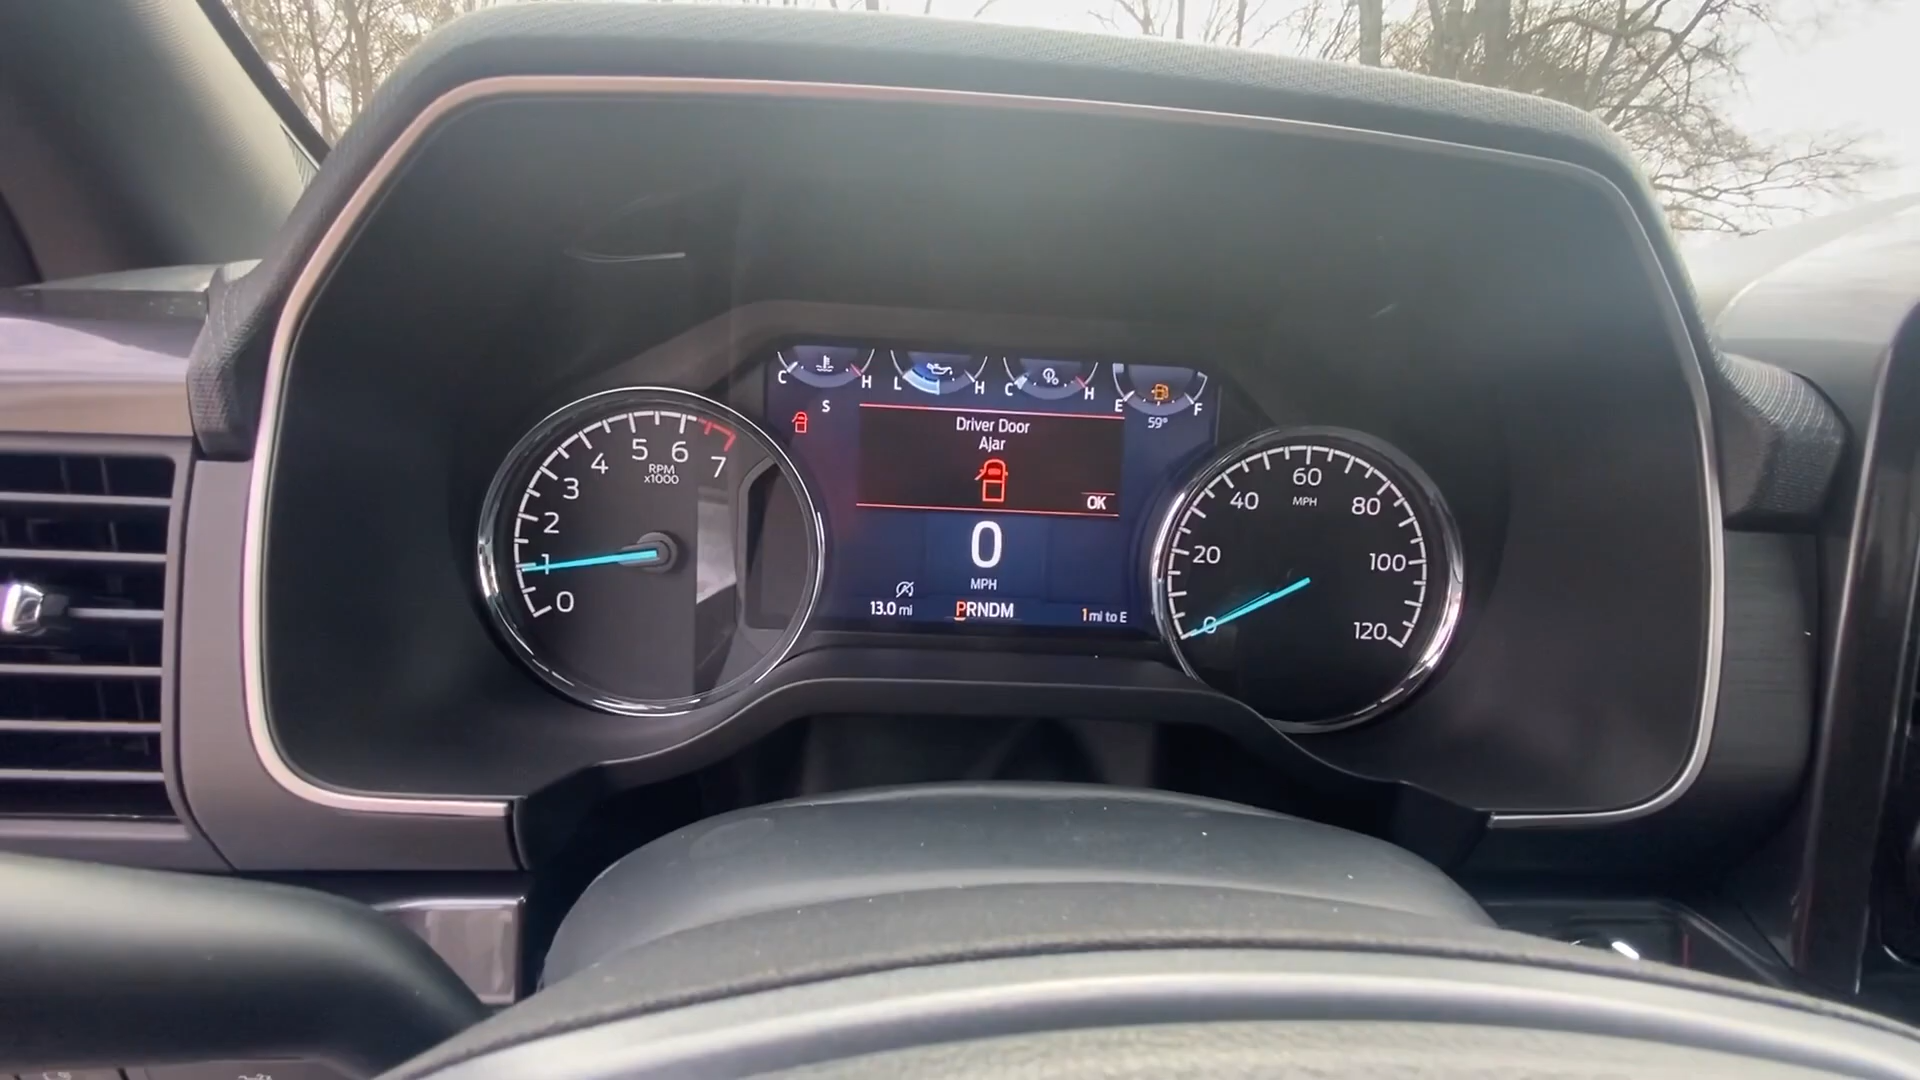 C H L H C H E F
S
59°
Driver Door
Ajar
OK
0
MPH
13.0 mi
PRNDM
1 mi to E
0
1
2
3
4
5
6
7
RPM
x1000
0
20
40
60
80
100
120
MPH